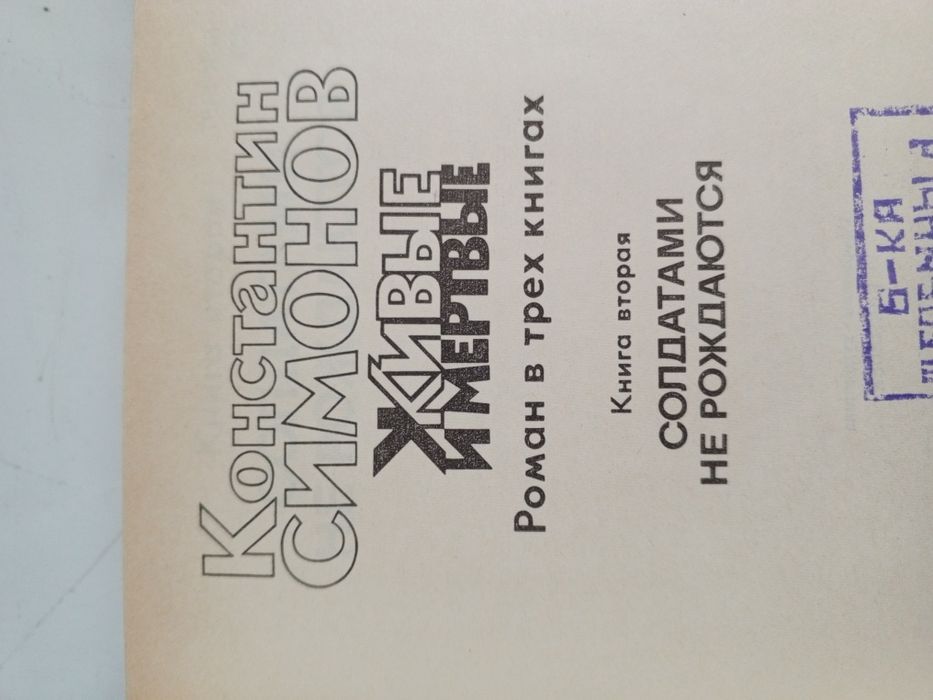 Константин
СИМОНОВ
ЖИВЫЕ
И МЕРТВЫЕ
Роман в трех книгах
Книга вторая
СОЛДАТАМИ
НЕ РОЖДАЮТСЯ
Б-КА